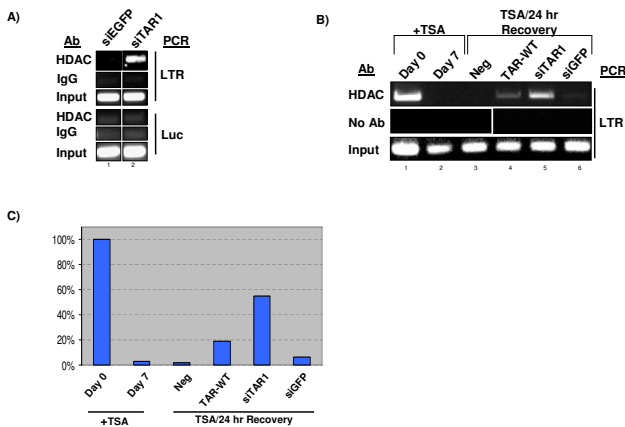 A)
siEGFP siTAR1
Ab PCR
HDAC
IgG
Input
LTR
HDAC
IgG
Input
Luc
1 2
B)
+TSA
TSA/24 hr
Recovery
Ab Day 0 Day 7 Neg TAR-WT siTAR1 siGFP PCR
HDAC
No Ab
Input
LTR
1 2 3 4 5 6
C)
100%
80%
60%
40%
20%
0%
Day 0 Day 7 Neg TAR-WT siTAR1 siGFP
+TSA TSA/24 hr Recovery